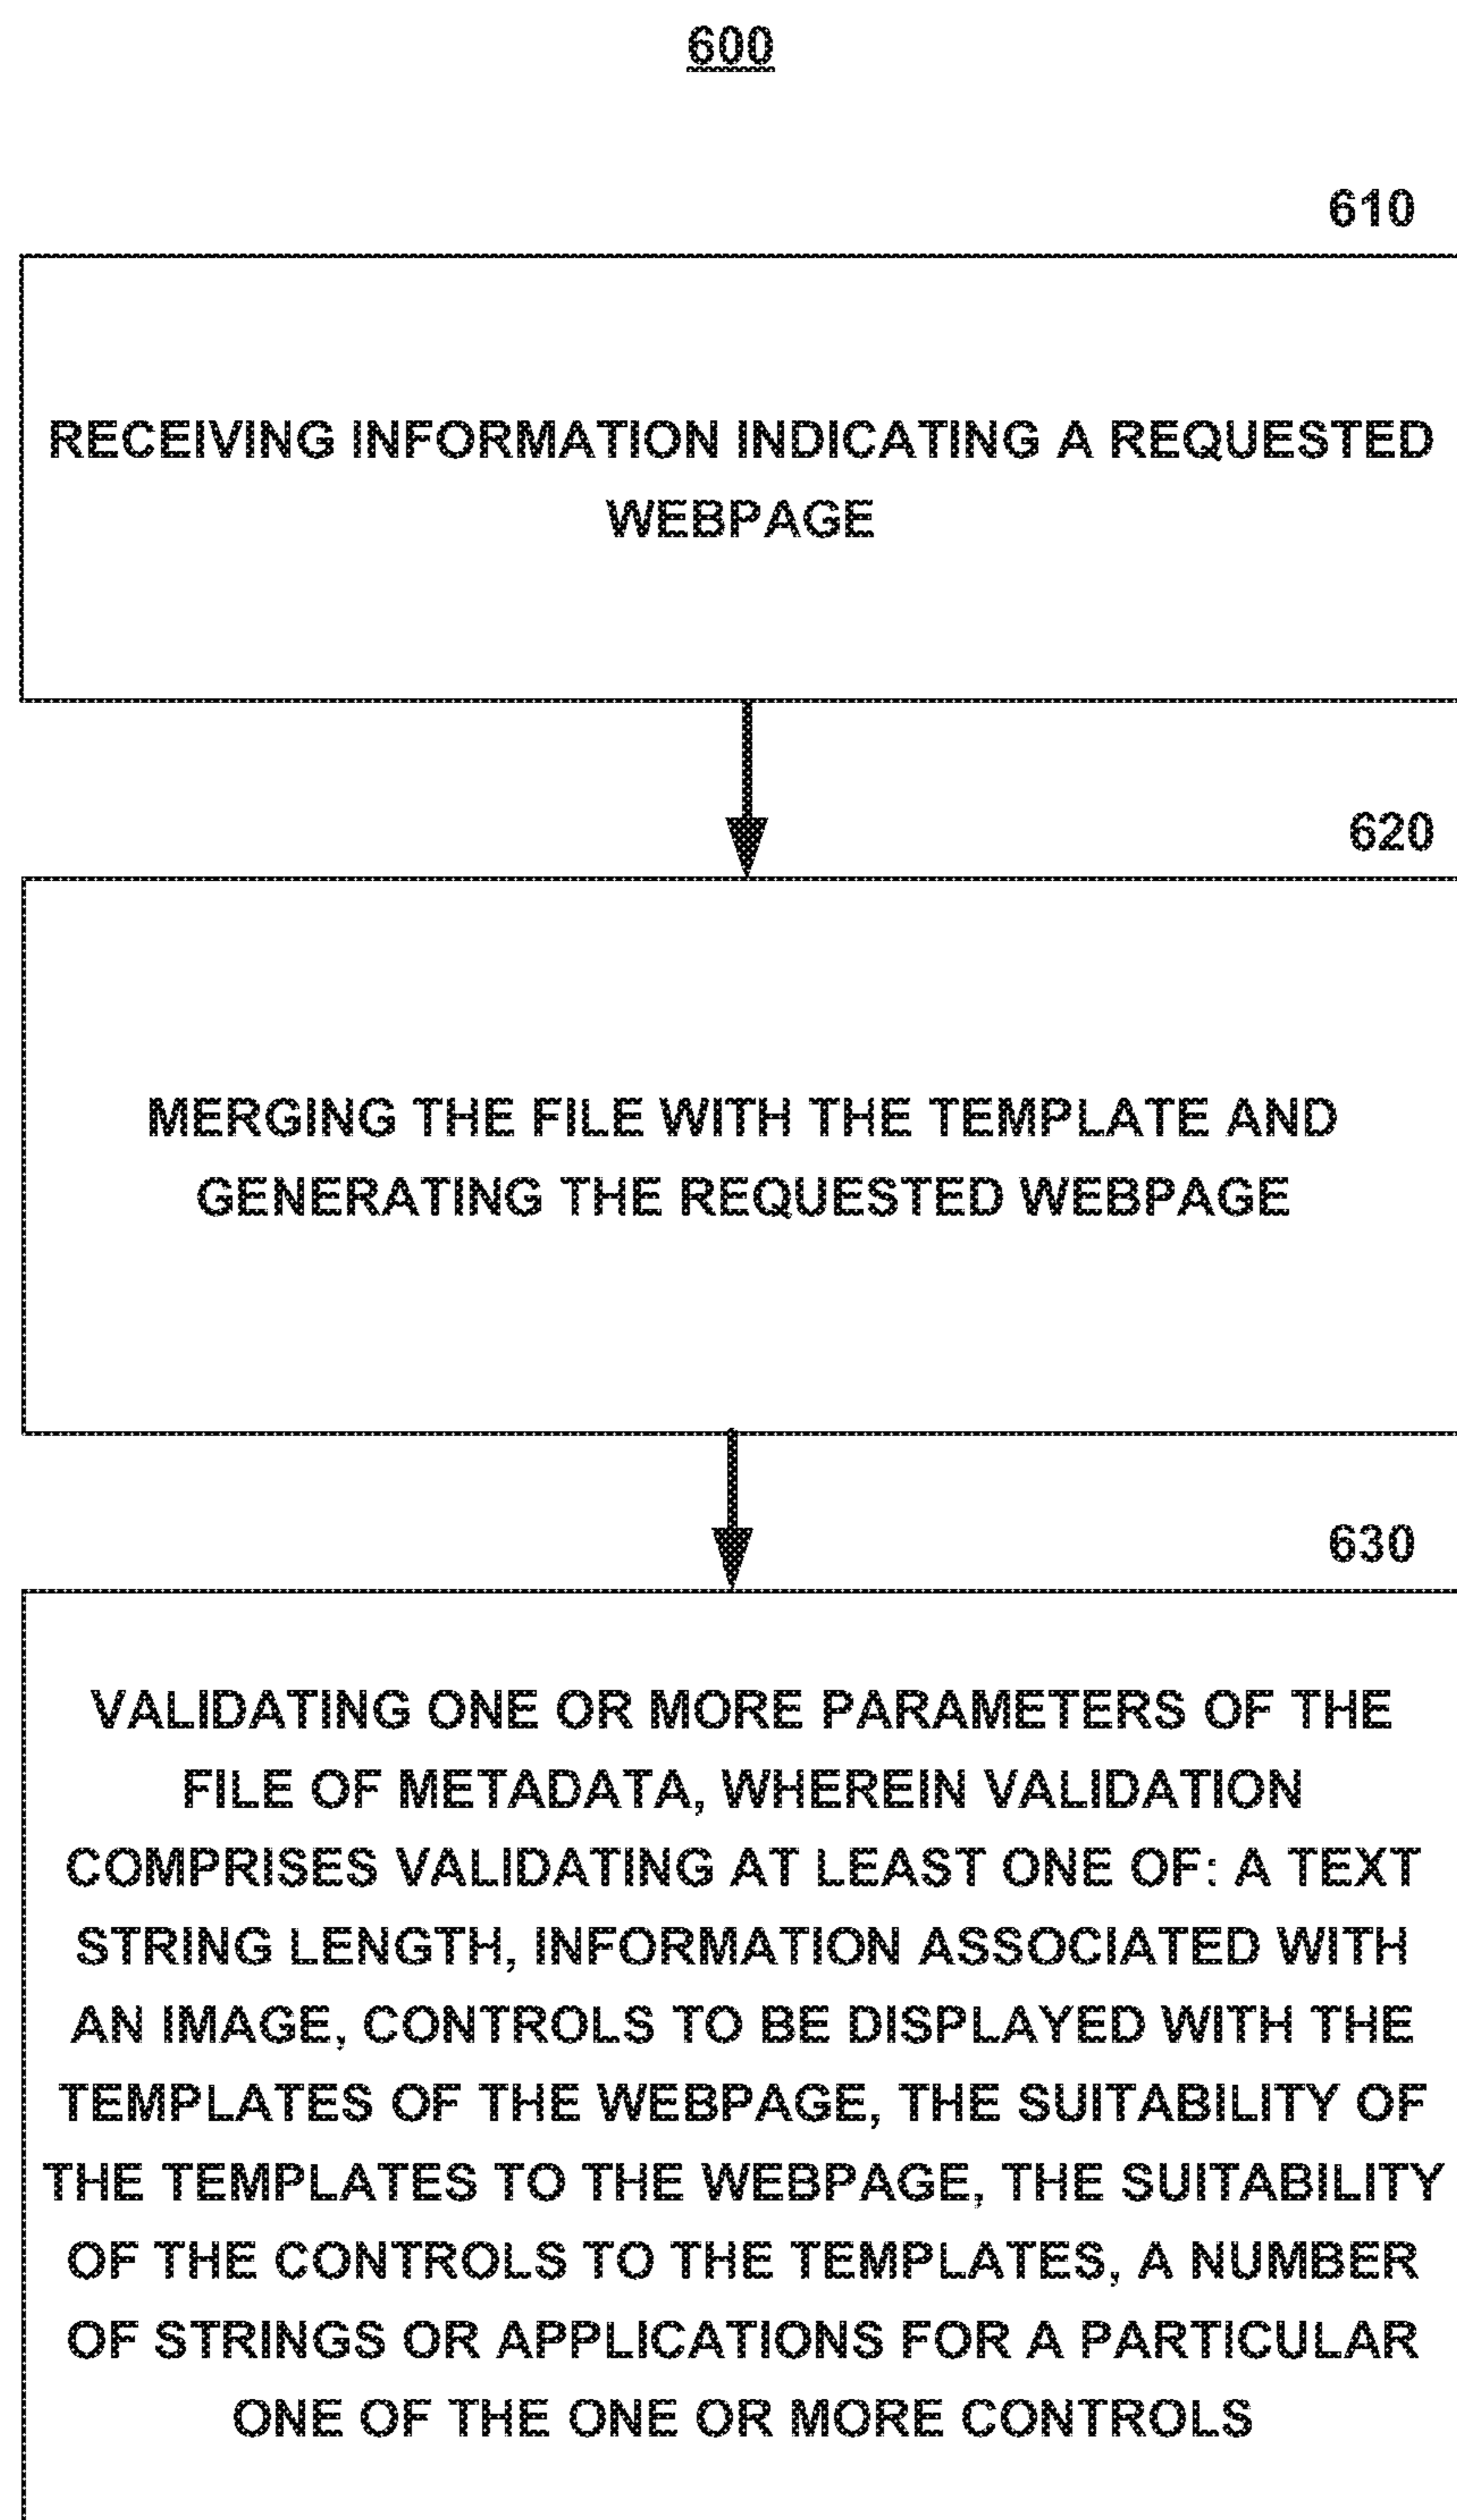 600
610
RECEIVING INFORMATION INDICATING A REQUESTED
WEBPAGE
620
MERGING THE FILE WITH THE TEMPLATE AND
GENERATING THE REQUESTED WEBPAGE
630
VALIDATING ONE OR MORE PARAMETERS OF THE
FILE OF METADATA, WHEREIN VALIDATION
COMPRISES VALIDATING AT LEAST ONE OF: A TEXT
STRING LENGTH, INFORMATION ASSOCIATED WITH
AN IMAGE, CONTROLS TO BE DISPLAYED WITH THE
TEMPLATES OF THE WEBPAGE, THE SUITABILITY OF
THE TEMPLATES TO THE WEBPAGE, THE SUITABILITY
OF THE CONTROLS TO THE TEMPLATES, A NUMBER
OF STRINGS OR APPLICATIONS FOR A PARTICULAR
ONE OF THE ONE OR MORE CONTROLS